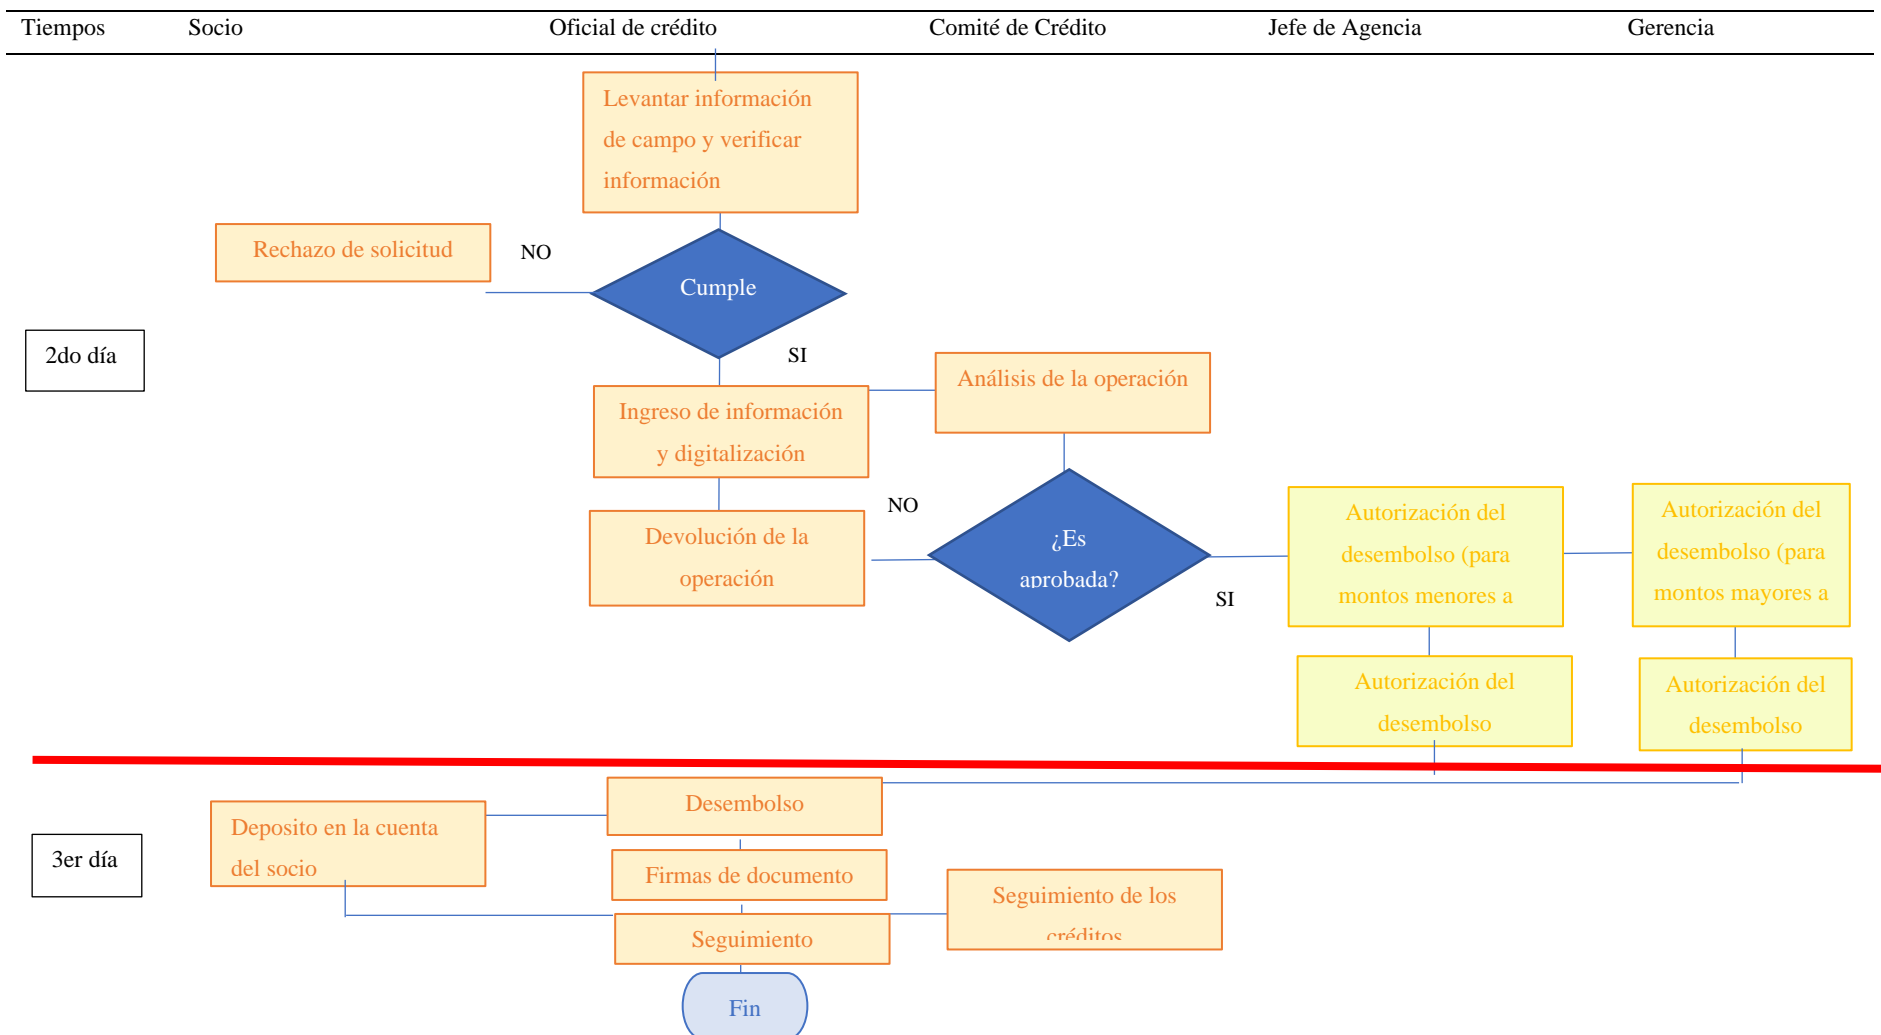 Tiempos Socio Oficial de crédito Comité de Crédito Jefe de Agencia Gerencia
Levantar información
de campo y verificar
información
Rechazo de solicitud
NO
Cumple
2do día
SI
Análisis de la operación
Ingreso de información
y digitalización
Devolución de la
operación
NO
¿Es
aprobada?
SI
Autorización del
desembolso (para
montos menores a
Autorización del
desembolso (para
montos mayores a
Autorización del
desembolso
Autorización del
desembolso
3er día
Desembolso
Deposito en la cuenta
del socio
Firmas de documento
Seguimiento de los
créditos
Seguimiento
Fin